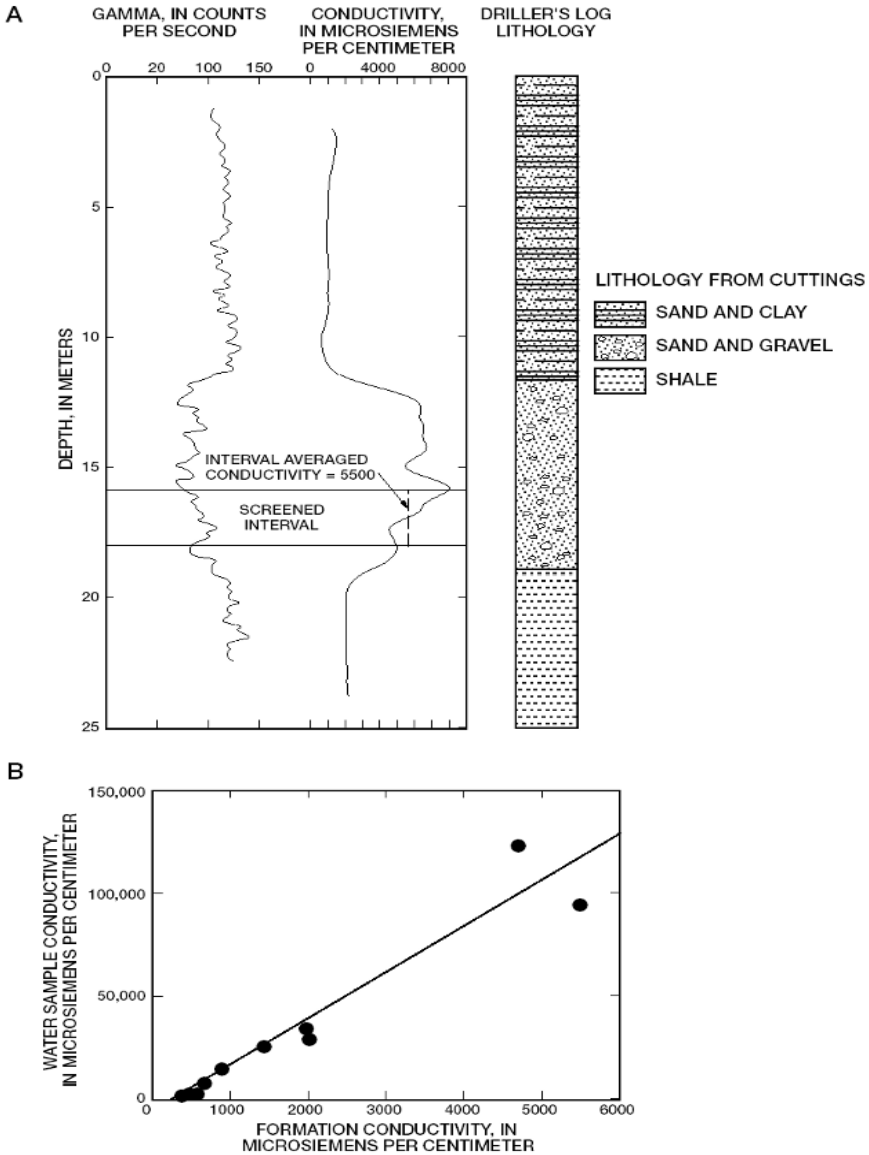 A
GAMMA, IN COUNTS
PER SECOND
CONDUCTIVITY,
IN MICROSIEMENS
PER CENTIMETER
DRILLER'S LOG
LITHOLOGY
0 20 100 150 0 4000 8000
0
5
10
15
20
25
DEPTH, IN METERS
INTERVAL AVERAGED
CONDUCTIVITY = 5500
SCREENED
INTERVAL
LITHOLOGY FROM CUTTINGS
SAND AND CLAY
SAND AND GRAVEL
SHALE
B
WATER SAMPLE CONDUCTIVITY,
IN MICROSIEMENS PER CENTIMETER
150,000
100,000
50,000
0
0 1000 2000 3000 4000 5000 6000
FORMATION CONDUCTIVITY, IN
MICROSIEMENS PER CENTIMETER